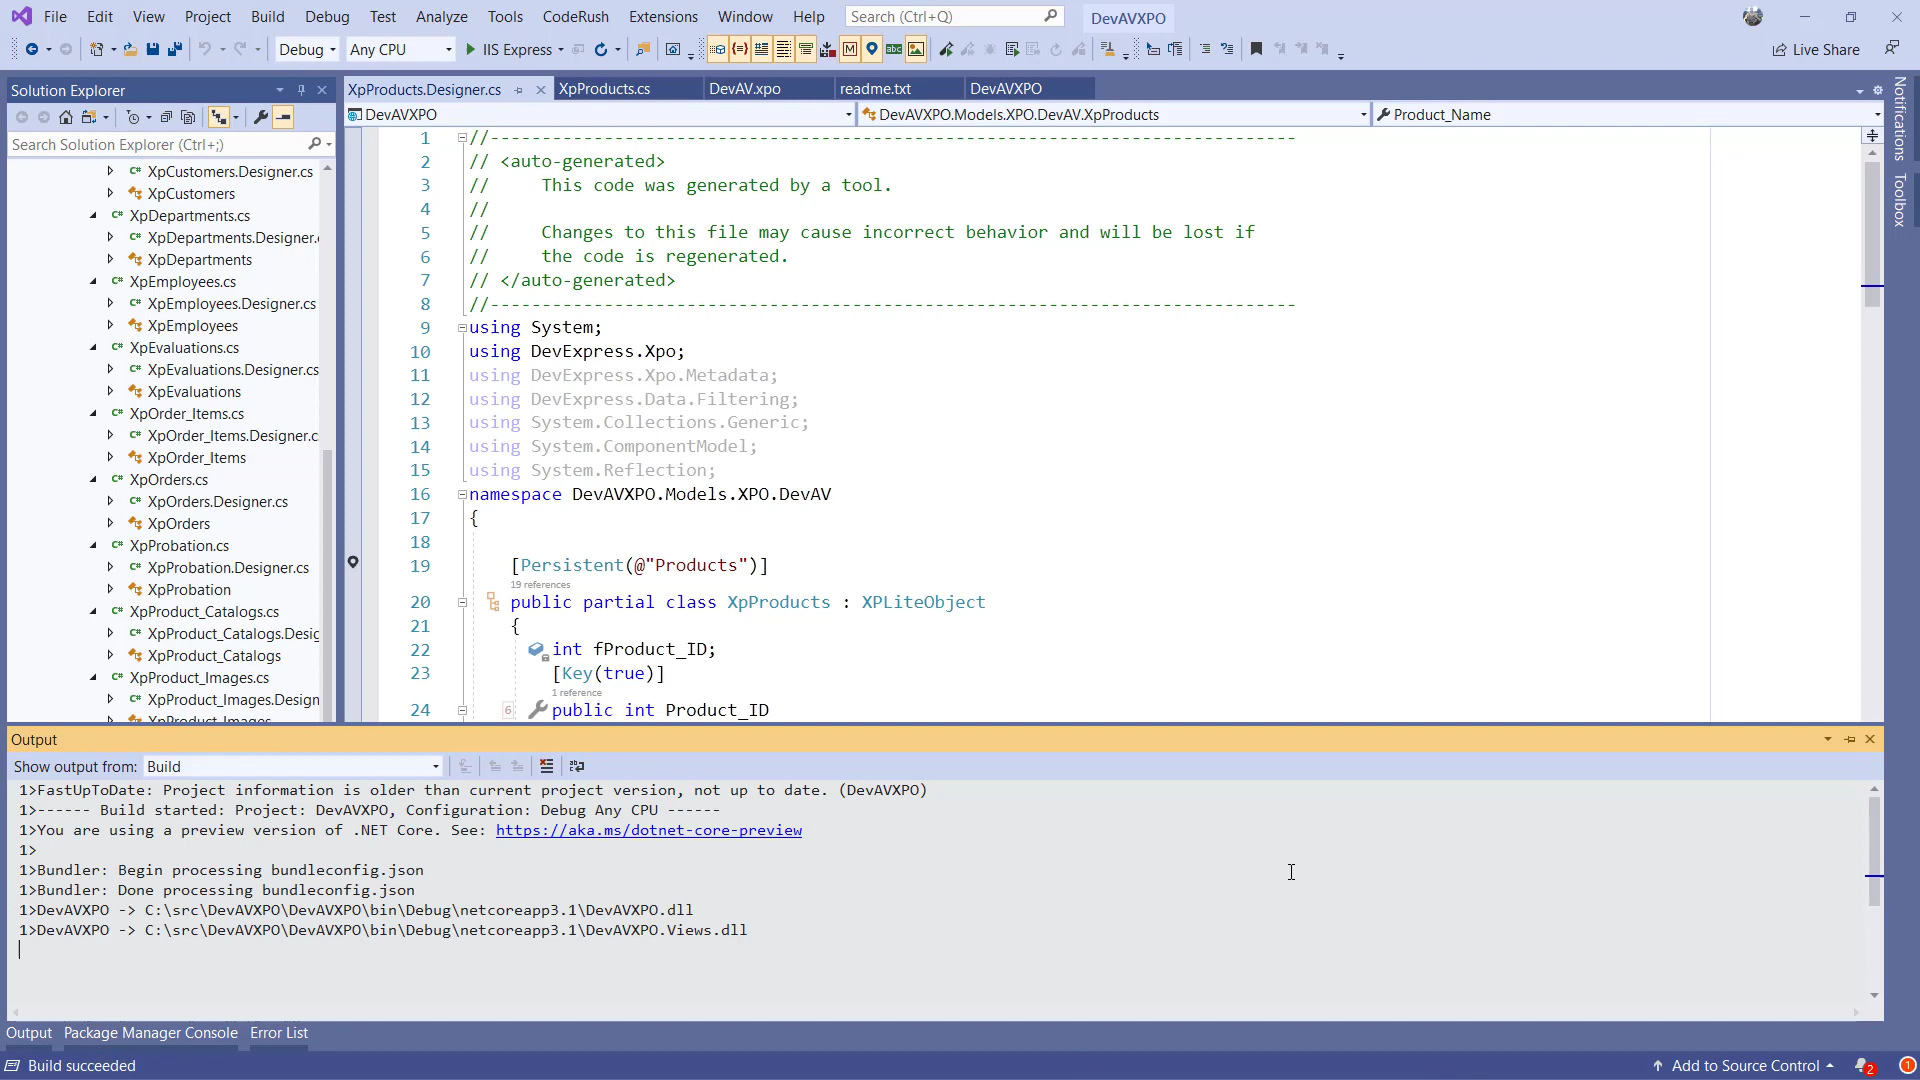 File Edit View Project Build Debug Test Analyze Tools CodeRush Extensions Window Help Search (Ctrl+Q) DevAVXPO
Debug Any CPU IIS Express Live Share
Solution Explorer
Search Solution Explorer (Ctrl+;)
XpCustomers.Designer.cs
XpCustomers
XpDepartments.cs
XpDepartments.Designer.
XpDepartments
XpEmployees.cs
XpEmployees.Designer.cs
XpEmployees
XpEvaluations.cs
XpEvaluations.Designer.cs
XpEvaluations
XpOrder_Items.cs
XpOrder_Items.Designer.c
XpOrder_Items
XpOrders.cs
XpOrders.Designer.cs
XpOrders
XpProbation.cs
XpProbation.Designer.cs
XpProbation
XpProduct_Catalogs.cs
XpProduct_Catalogs.Desig
XpProduct_Catalogs
XpProduct_Images.cs
XpProduct_Images.Design
XpProduct_Images
XpProducts.Designer.cs XpProducts.cs DevAV.xpo readme.txt DevAVXPO
DevAVXPO DevAVXPO.Models.XPO.DevAV.XpProducts Product_Name
1 //------------------------------------------------------------------------------
2 // <auto-generated>
3 //     This code was generated by a tool.
4 //
5 //     Changes to this file may cause incorrect behavior and will be lost if
6 //     the code is regenerated.
7 // </auto-generated>
8 //------------------------------------------------------------------------------
9 using System;
10 using DevExpress.Xpo;
11 using DevExpress.Xpo.Metadata;
12 using DevExpress.Data.Filtering;
13 using System.Collections.Generic;
14 using System.ComponentModel;
15 using System.Reflection;
16 namespace DevAVXPO.Models.XPO.DevAV
17 {
18
19 [Persistent(@"Products")]
19 references
20 public partial class XpProducts : XPLiteObject
21 {
22 int fProduct_ID;
23 [Key(true)]
1 reference
24 6 public int Product_ID
Notifications
Toolbox
Output
Show output from: Build
1>FastUpToDate: Project information is older than current project version, not up to date. (DevAVXPO)
1>------ Build started: Project: DevAVXPO, Configuration: Debug Any CPU ------
1>You are using a preview version of .NET Core. See: https://aka.ms/dotnet-core-preview
1>
1>Bundler: Begin processing bundleconfig.json
1>Bundler: Done processing bundleconfig.json
1>DevAVXPO -> C:\src\DevAVXPO\DevAVXPO\bin\Debug\netcoreapp3.1\DevAVXPO.dll
1>DevAVXPO -> C:\src\DevAVXPO\DevAVXPO\bin\Debug\netcoreapp3.1\DevAVXPO.Views.dll
Output Package Manager Console Error List
Build succeeded Add to Source Control 2 1